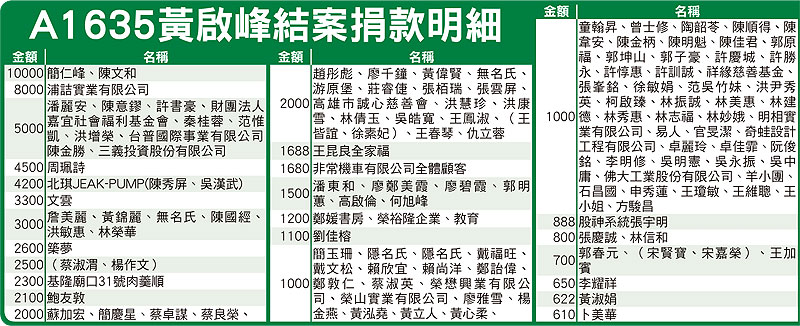 A1635黃啟峰結案捐款明細
金額 名稱
10000 簡仁峰、陳文和
8000 浦詰實業有限公司
5000 潘麗安、陳意鏐、許書豪、財團法人
嘉宜社會福利基金會、秦桂蓉、范惟
凱、洪增榮、台普國際事業有限公司
陳金勝、三義投資股份有限公司
4500 周珮詩
4200 北琪JEAK-PUMP(陳秀屏、吳漢武)
3300 文雲
3000 詹美麗、黃錦麗、無名氏、陳國經、
洪敏惠、林榮華
2600 築夢
2500 (蔡淑渭、楊作文)
2300 基隆廟口31號肉羹順
2100 鮑友敦
2000 蘇加宏、簡慶星、蔡卓謀、蔡良榮、
金額 名稱
2000 趙彤彪、廖千鐘、黃偉賢、無名氏、
游原堡、莊睿倢、張栢瑞、張雲屏、
高雄市誠心慈善會、洪慧珍、洪康
雪、林倩玉、吳皓寬、王鳳淑、（王
皆誼、徐素妃）、王春琴、仇立蓉
1688 王昆良全家福
1680 非常機車有限公司全體顧客
1500 潘東和、廖鄭美霞、廖碧霞、郭明
蕙、高啟倫、何旭峰
1200 鄭媛書房、榮裕隆企業、教育
1100 劉佳榕
1000 簡玉珊、隱名氏、隱名氏、戴福旺、
戴文松、賴欣宜、賴尚洋、鄭詒偉、
鄭敦仁、蔡淑英、榮懋興業有限公
司、榮山實業有限公司、廖雅雪、楊
金燕、黃泓堯、黃立人、黃心柔、
金額 名稱
1000 童翰昇、曾士修、陶韶苓、陳順得、陳
韋安、陳金柄、陳明魁、陳佳君、郭原
福、郭坤山、郭子豪、許慶城、許勝
永、許惇惠、許訓誠、祥緣慈善基金、
張峯銘、徐敏娟、范吳竹妹、洪尹秀
英、柯啟臻、林振誠、林美惠、林建
德、林秀惠、林志福、林妙娥、明相實
業有限公司、易人、官旻潔、奇蛙設計
工程有限公司、卓麗玲、卓佳霏、阮俊
銘、李明修、吳明憲、吳永振、吳中
庸、佛大工業股份有限公司、羊小團、
石昌國、申秀蓮、王瓊敏、王維聰、王
小姐、方駿昌
888 殷神系統張宇明
800 張慶誠、林信和
700 郭春元、（宋賢寶、宋嘉榮）、王加
賓
650 李耀祥
622 黃淑娟
610 卜美華